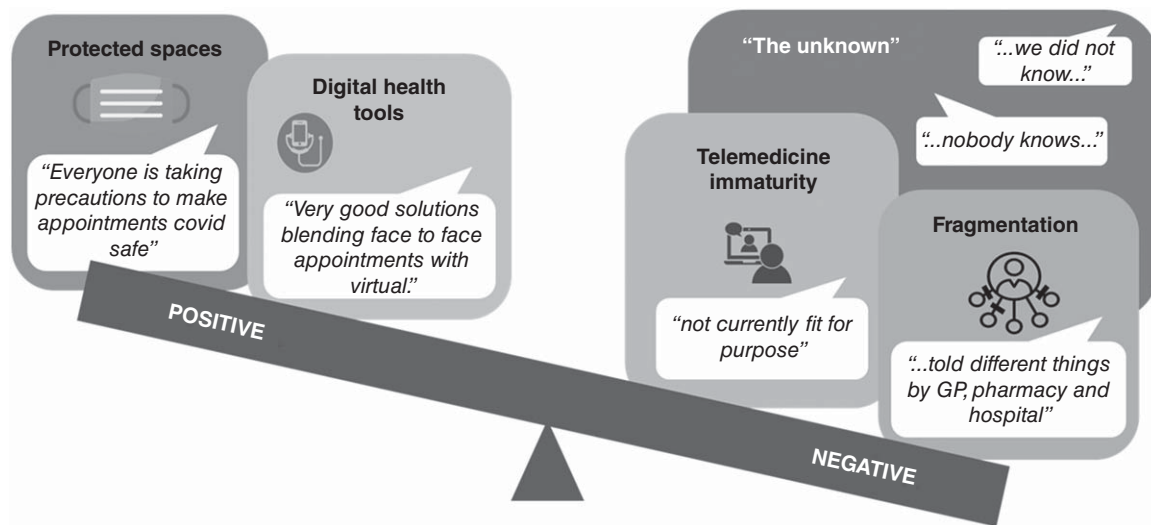 Protected spaces
“Everyone is taking
precautions to make
appointments covid
safe”
Digital health
tools
“Very good solutions
blending face to face
appointments with
virtual.”
POSITIVE
“The unknown”
“...we did not
know...”
“...nobody knows...”
Telemedicine
immaturity
“not currently fit for
purpose”
Fragmentation
“...told different things
by GP, pharmacy and
hospital”
NEGATIVE